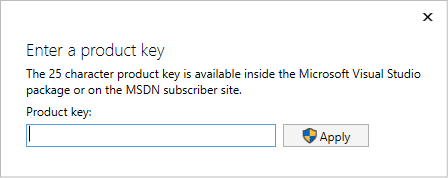 Enter a product key
The 25 character product key is available inside the Microsoft Visual Studio
package or on the MSDN subscriber site.
Product key:
Apply